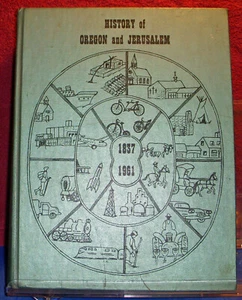 HISTORY of
OREGON and JERUSALEM
1837
1961